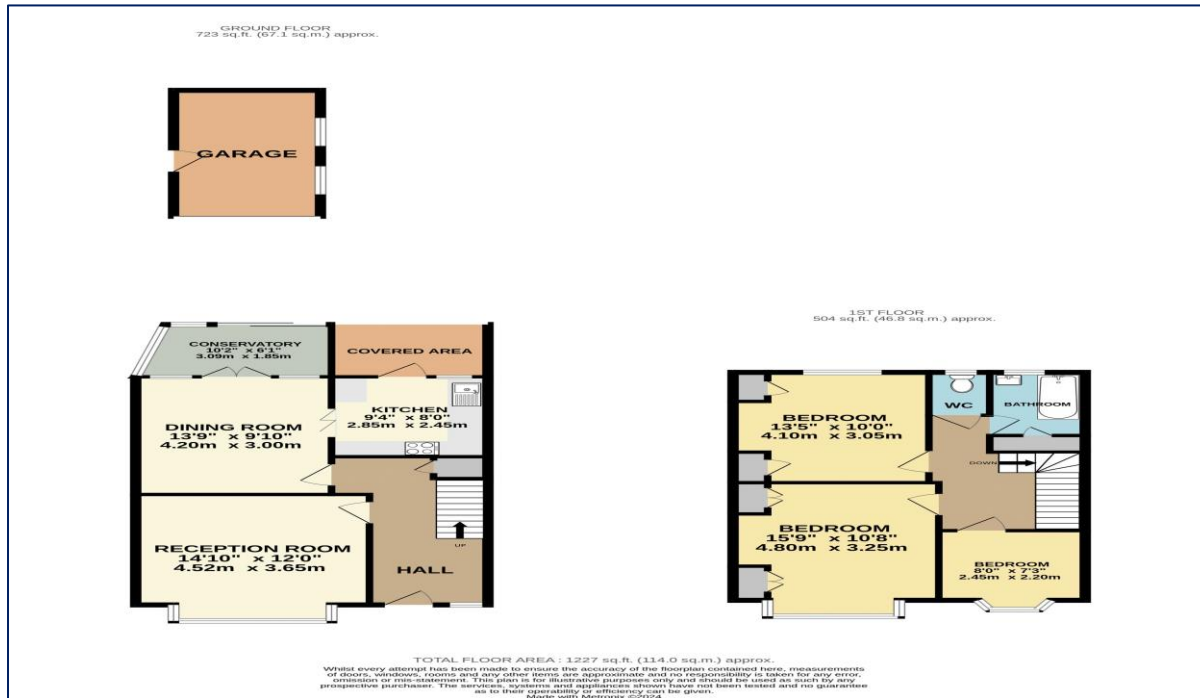 GROUND FLOOR
723 sq.ft. (67.1 sq.m.) approx.
GARAGE
CONSERVATORY
10'2" x 6'1"
3.09m x 1.85m
COVERED AREA
KITCHEN
9'4" x 8'0"
2.85m x 2.45m
DINING ROOM
13'9" x 9'10"
4.20m x 3.00m
RECEPTION ROOM
14'10" x 12'0"
4.52m x 3.65m
UP
HALL
1ST FLOOR
504 sq.ft. (46.8 sq.m.) approx.
WC
BATHROOM
BEDROOM
13'5" x 10'0"
4.10m x 3.05m
DOWN
BEDROOM
15'9" x 10'8"
4.80m x 3.25m
BEDROOM
8'0" x 7'3"
2.45m x 2.20m
TOTAL FLOOR AREA : 1227 sq.ft. (114.0 sq.m.) approx.
Whilst every attempt has been made to ensure the accuracy of the floorplan contained here, measurements
of doors, windows, rooms and any other items are approximate and no responsibility is taken for any error,
omission or mis-statement. This plan is for illustrative purposes only and should be used as such by any
prospective purchaser. The services, systems and appliances shown have not been tested and no guarantee
as to their operability or efficiency can be given.
Made with Metropix ©2024